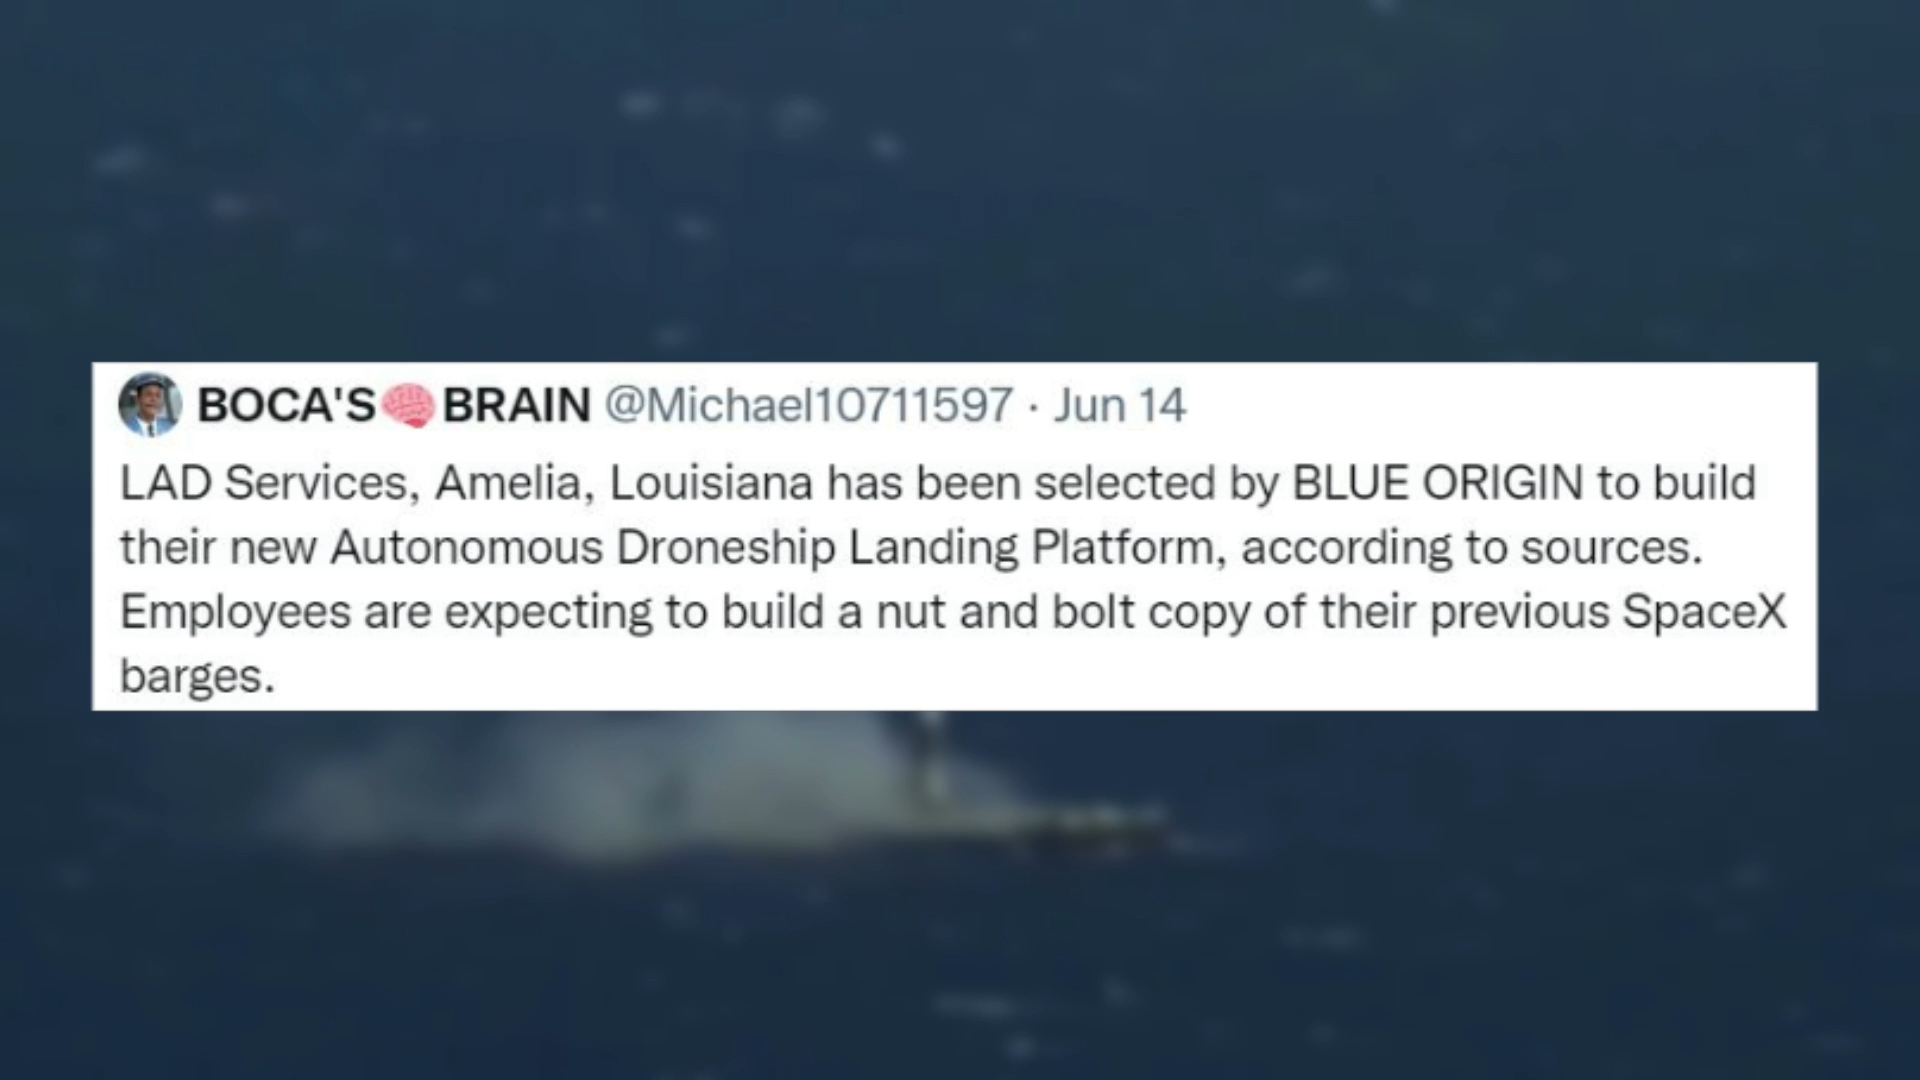 BOCA'S🧠BRAIN @Michael10711597 · Jun 14
LAD Services, Amelia, Louisiana has been selected by BLUE ORIGIN to build
their new Autonomous Droneship Landing Platform, according to sources.
Employees are expecting to build a nut and bolt copy of their previous SpaceX
barges.